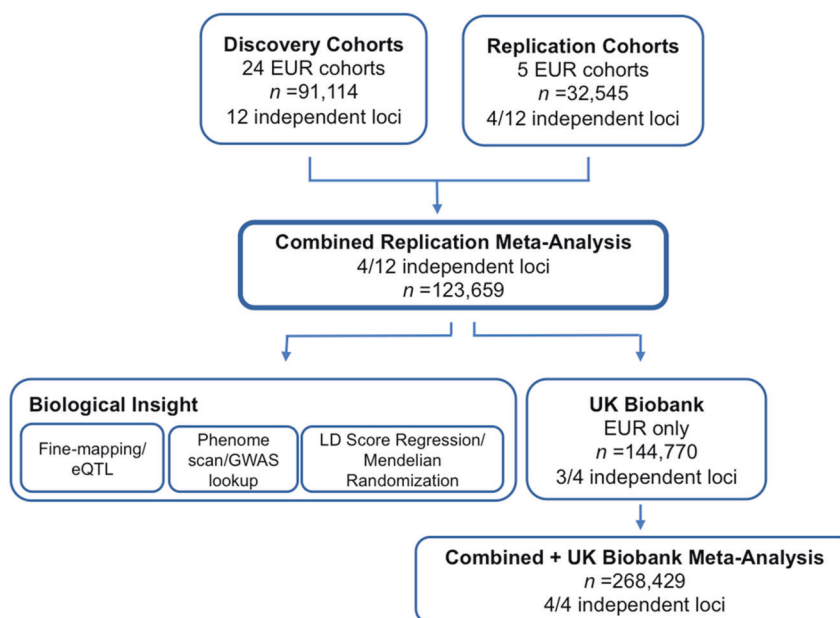 Discovery Cohorts
24 EUR cohorts
n =91,114
12 independent loci
Replication Cohorts
5 EUR cohorts
n =32,545
4/12 independent loci
Combined Replication Meta-Analysis
4/12 independent loci
n =123,659
Biological Insight
Fine-mapping/
eQTL
Phenome
scan/GWAS
lookup
LD Score Regression/
Mendelian
Randomization
UK Biobank
EUR only
n =144,770
3/4 independent loci
Combined + UK Biobank Meta-Analysis
n =268,429
4/4 independent loci